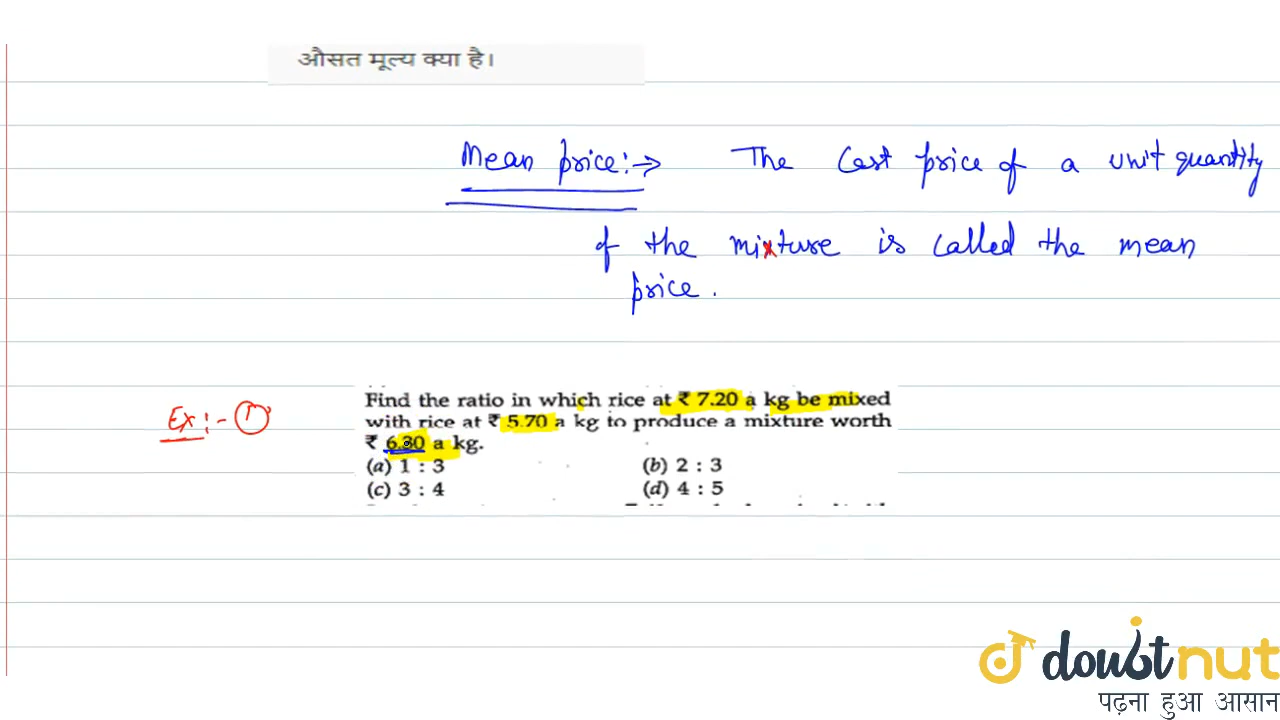 औसत मूल्य क्या है।
Mean price:→ The Cost price of a unit quantity
of the mixture is called the mean
price.
Ex:- ①
Find the ratio in which rice at ₹ 7.20 a kg be mixed
with rice at ₹ 5.70 a kg to produce a mixture worth
₹ 6.30 a kg.
(a) 1 : 3 (b) 2 : 3
(c) 3 : 4 (d) 4 : 5
doubtnut
पढ़ना हुआ आसान